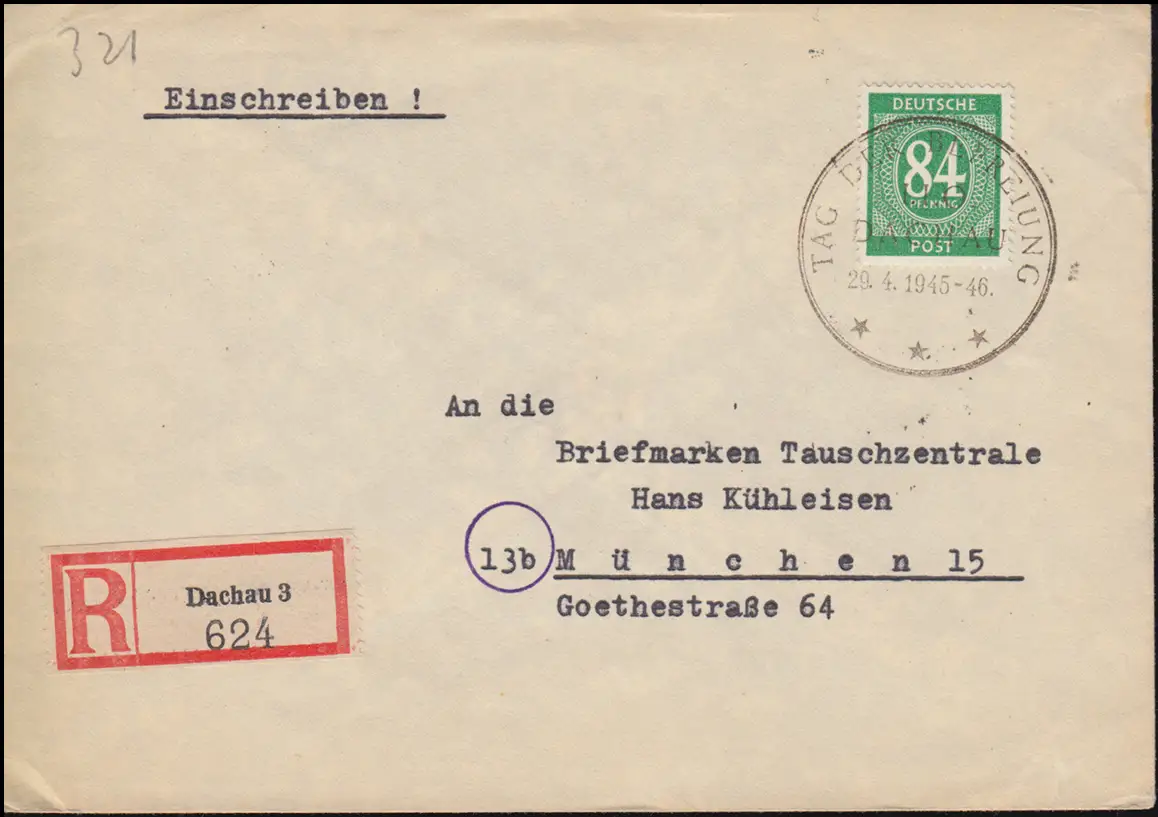 321
Einschreiben !
DEUTSCHE
84
PFENNIG
POST
TAG DER BEFREIUNG
DACHAU
29. 4. 1945-46.
An die
Briefmarken Tauschzentrale
Hans Kühleisen
13b München 15
Goethestraße 64
R
Dachau 3
624